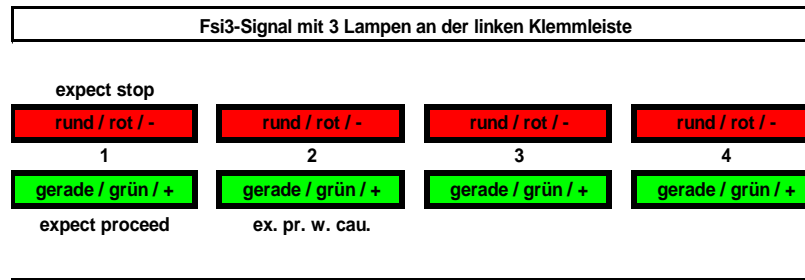 Fsi3-Signal mit 3 Lampen an der linken Klemmleiste
expect stop
rund / rot / - rund / rot / - rund / rot / - rund / rot / -
1 2 3 4
gerade / grün / + gerade / grün / + gerade / grün / + gerade / grün / +
expect proceed ex. pr. w. cau.